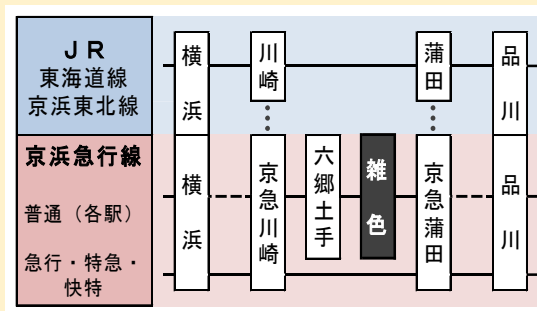 ＪＲ
東海道線
京浜東北線
横浜
川崎
蒲田
品川
京浜急行線
普通（各駅）
急行・特急・
快特
横浜
京急川崎
六郷土手
雑色
京急蒲田
品川